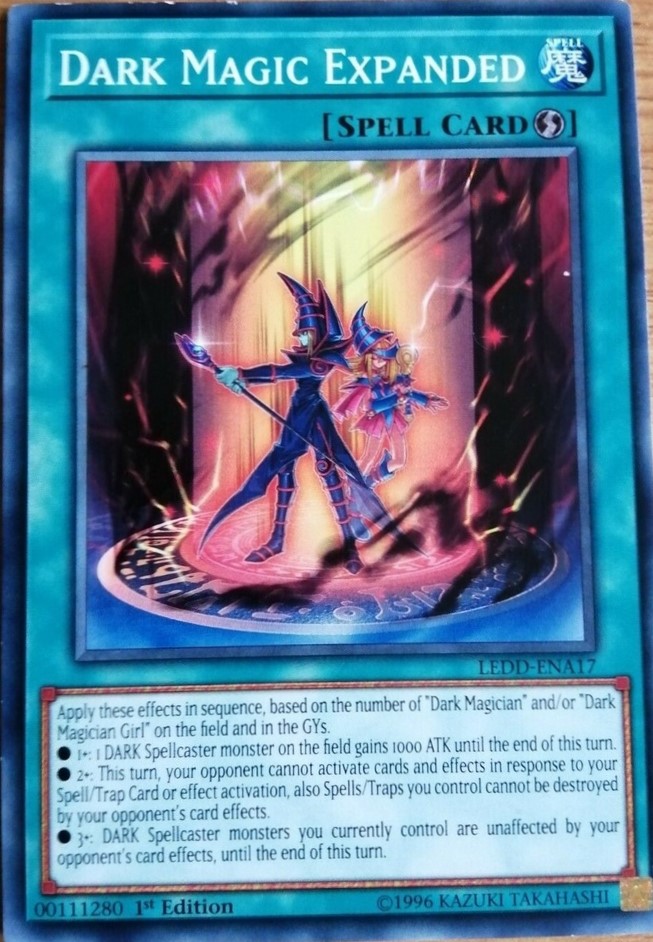 DARK MAGIC EXPANDED
SPELL
魔
[SPELL CARD]
LEDD-ENA17
Apply these effects in sequence, based on the number of "Dark Magician" and/or "Dark
Magician Girl" on the field and in the GYs.
● 1+: 1 DARK Spellcaster monster on the field gains 1000 ATK until the end of this turn.
● 2+: This turn, your opponent cannot activate cards and effects in response to your
Spell/Trap Card or effect activation, also Spells/Traps you control cannot be destroyed
by your opponent's card effects.
● 3+: DARK Spellcaster monsters you currently control are unaffected by your
opponent's card effects, until the end of this turn.
00111280 1st Edition ©1996 KAZUKI TAKAHASHI